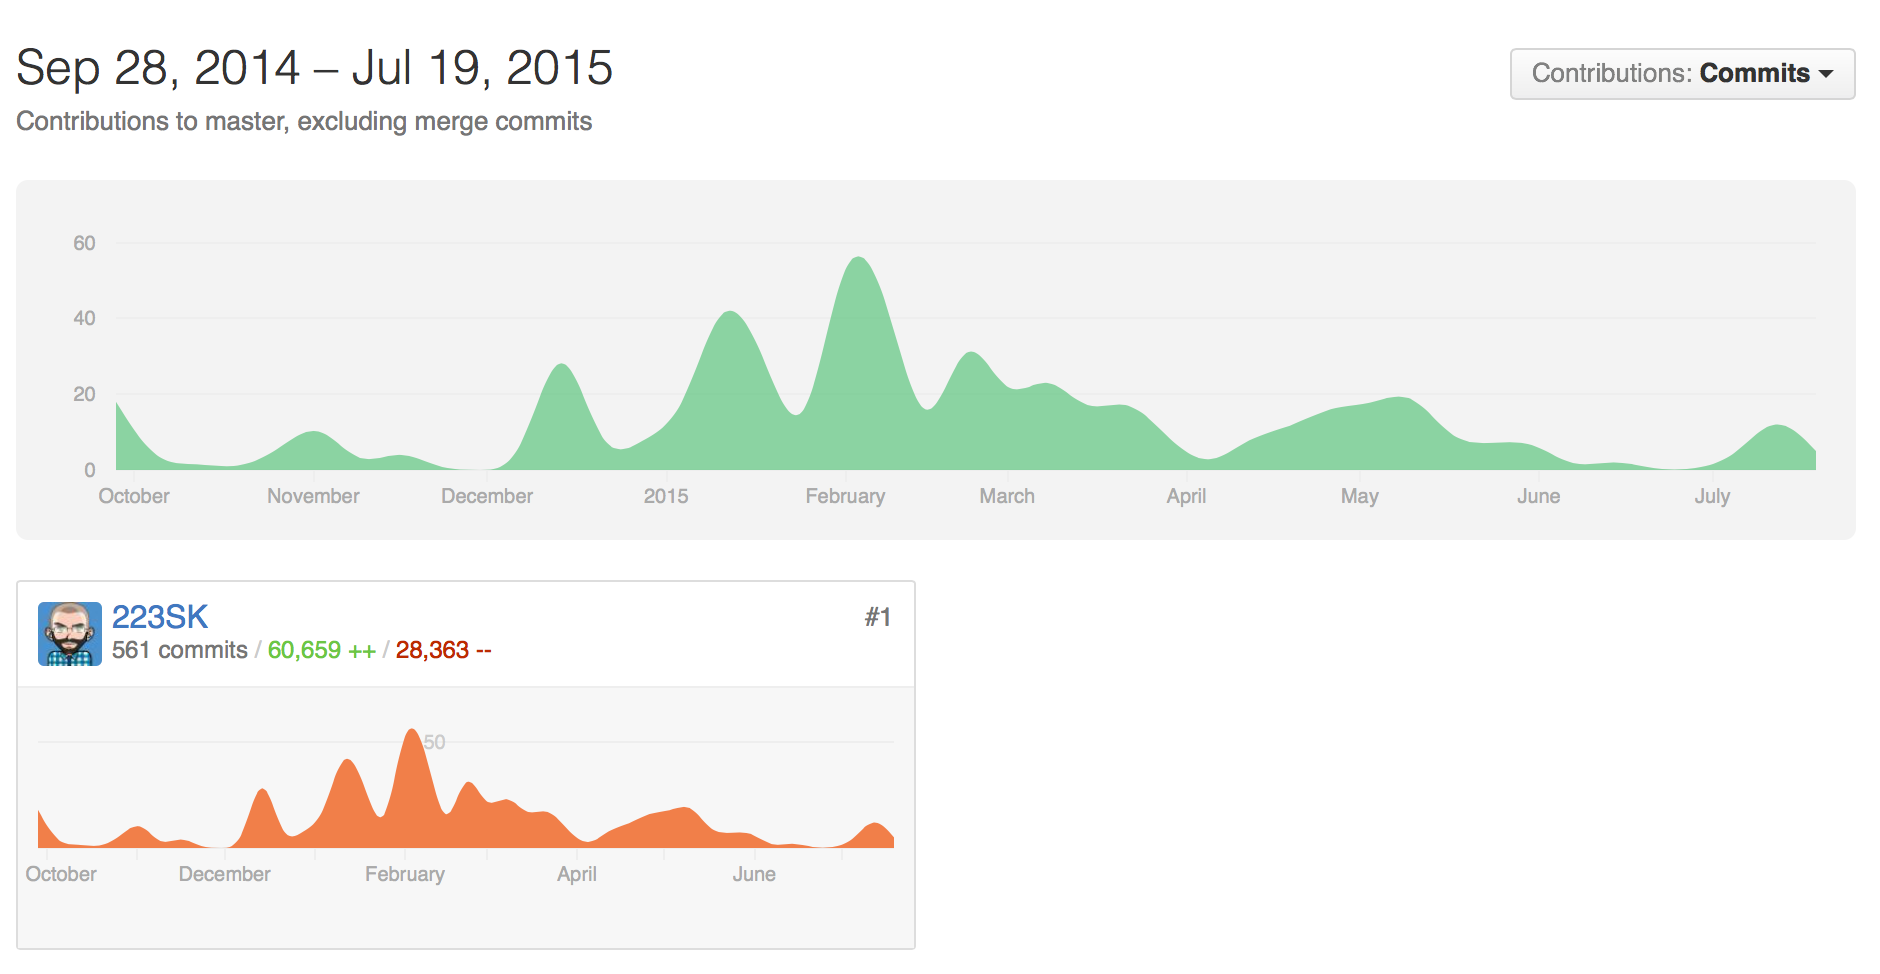 Sep 28, 2014 – Jul 19, 2015
Contributions: Commits
Contributions to master, excluding merge commits
60
40
20
0
October November December 2015 February March April May June July
223SK
#1
561 commits / 60,659 ++ / 28,363 --
50
October December February April June